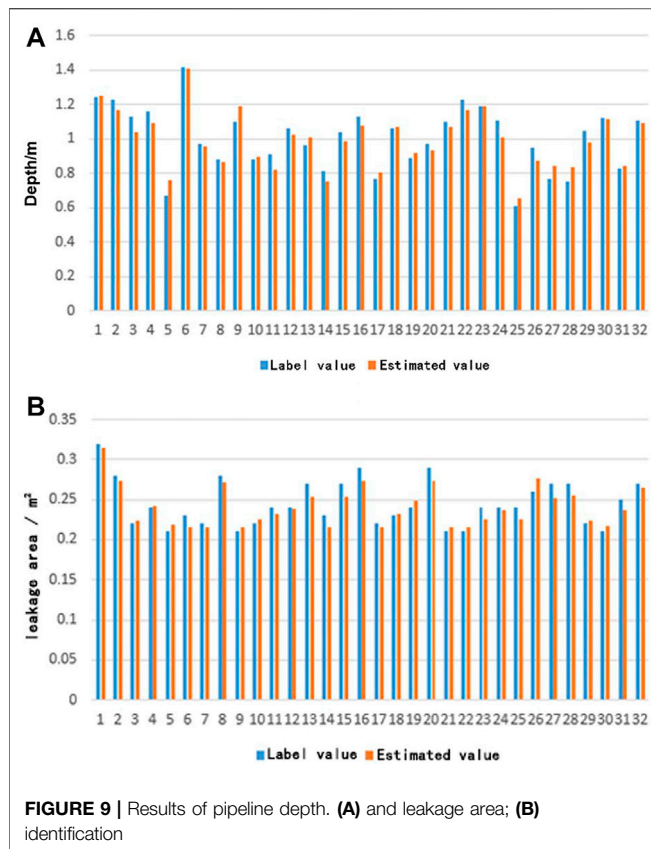 A
1.6
1.4
1.2
1
0.8
0.6
0.4
0.2
0
Depth/m
1 2 3 4 5 6 7 8 9 10 11 12 13 14 15 16 17 18 19 20 21 22 23 24 25 26 27 28 29 30 31 32
Label value Estimated value
B
0.35
0.3
0.25
0.2
0.15
0.1
0.05
0
leakage area / m²
1 2 3 4 5 6 7 8 9 10 11 12 13 14 15 16 17 18 19 20 21 22 23 24 25 26 27 28 29 30 31 32
Label value Estimated value
FIGURE 9 | Results of pipeline depth. (A) and leakage area; (B)
identification